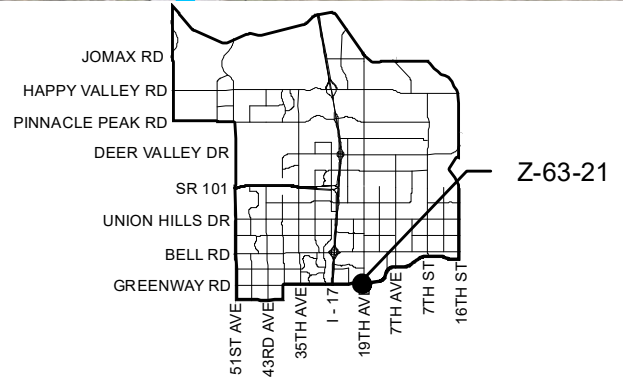 JOMAX RD
HAPPY VALLEY RD
PINNACLE PEAK RD
DEER VALLEY DR
Z-63-21
SR 101
UNION HILLS DR
BELL RD
GREENWAY RD
51ST AVE
43RD AVE
35TH AVE
I - 17
19TH AVE
7TH AVE
7TH ST
16TH ST